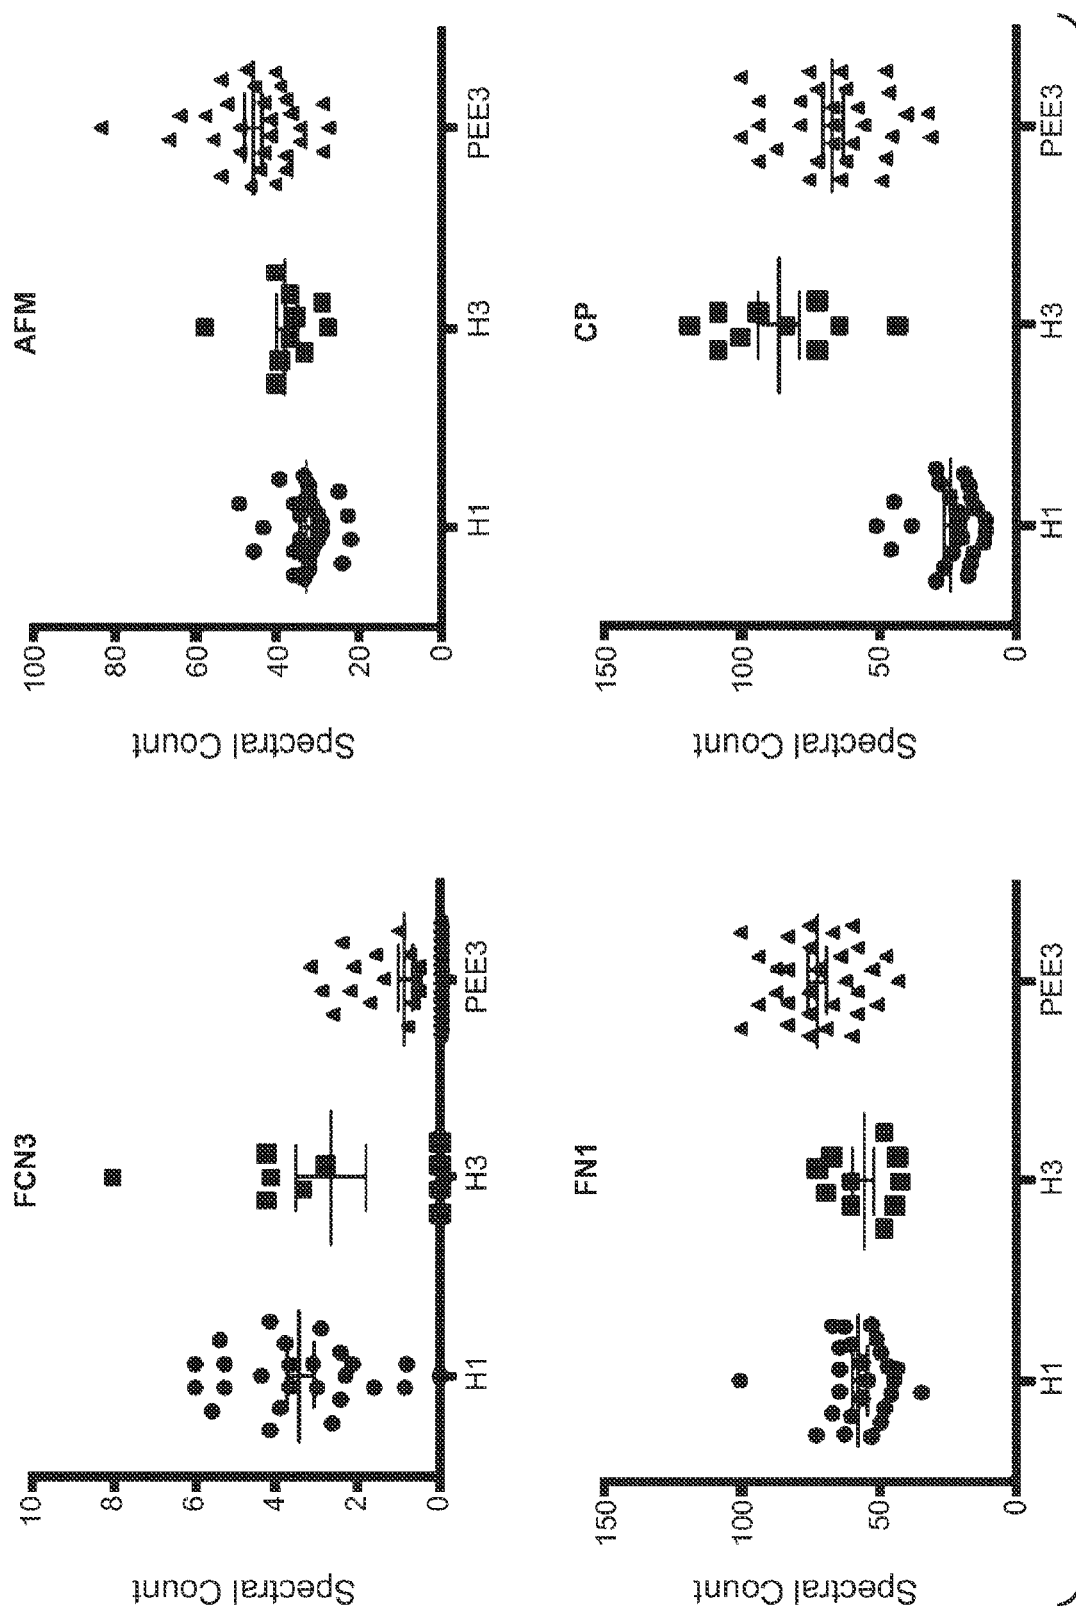 FCN3
Spectral Count
10
8
6
4
2
0
H1
H3
PEE3
AFM
Spectral Count
100
80
60
40
20
0
H1
H3
PEE3
FN1
Spectral Count
150
100
50
0
H1
H3
PEE3
CP
Spectral Count
150
100
50
0
H1
H3
PEE3